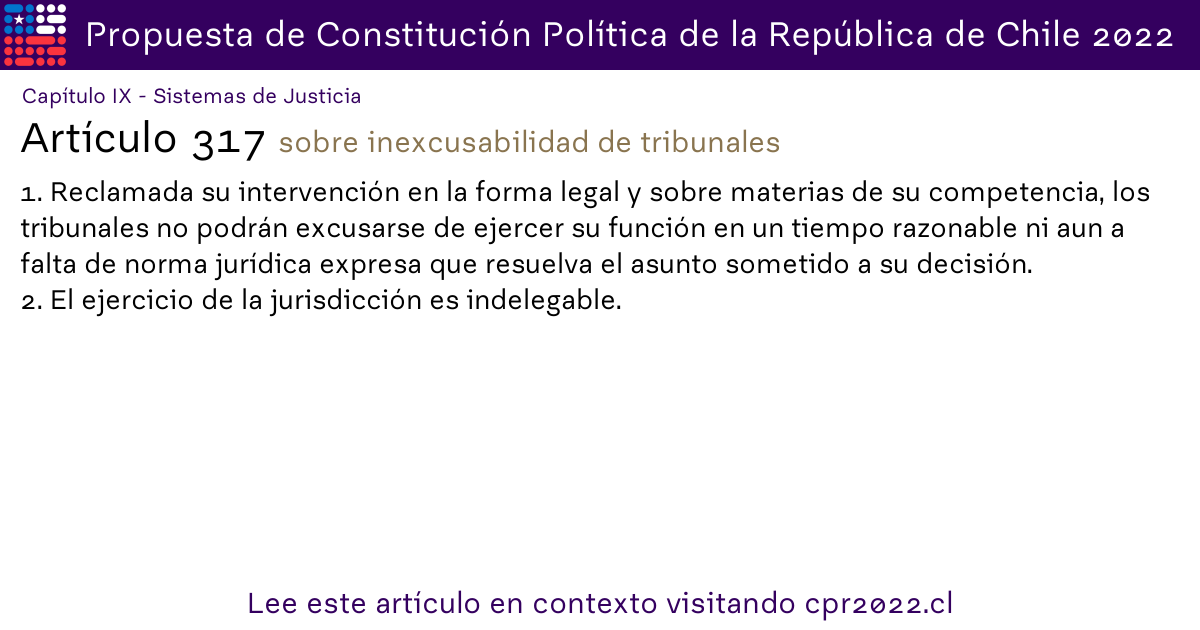 Propuesta de Constitución Política de la República de Chile 2022
Capítulo IX - Sistemas de Justicia
Artículo 317 sobre inexcusabilidad de tribunales
1. Reclamada su intervención en la forma legal y sobre materias de su competencia, los
tribunales no podrán excusarse de ejercer su función en un tiempo razonable ni aun a
falta de norma jurídica expresa que resuelva el asunto sometido a su decisión.
2. El ejercicio de la jurisdicción es indelegable.
Lee este artículo en contexto visitando cpr2022.cl